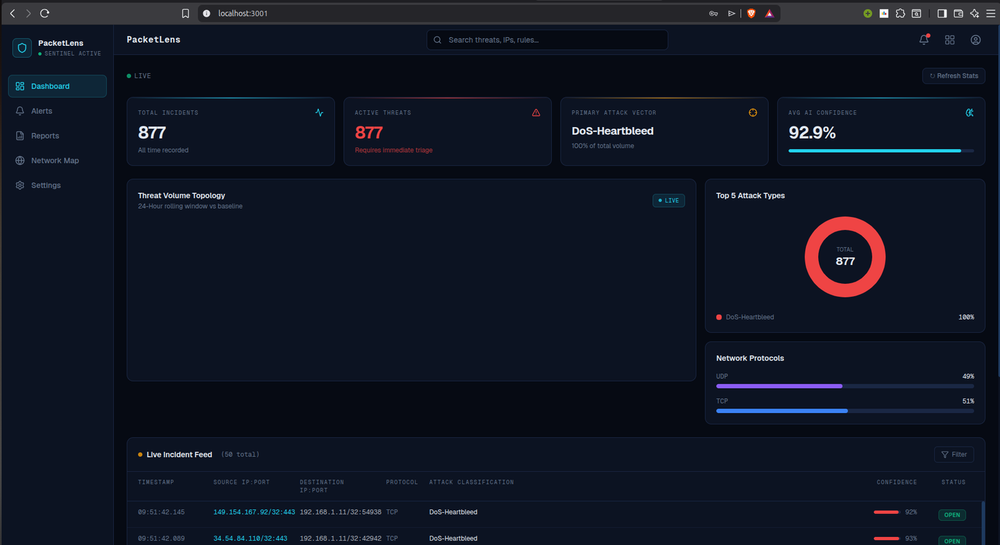 localhost:3001
PacketLens
SENTINEL ACTIVE
PacketLens
Search threats, IPs, rules…
Dashboard
Alerts
Reports
Network Map
Settings
LIVE
Refresh Stats
TOTAL INCIDENTS
877
All time recorded
ACTIVE THREATS
877
Requires immediate triage
PRIMARY ATTACK VECTOR
DoS-Heartbleed
100% of total volume
AVG AI CONFIDENCE
92.9%
Threat Volume Topology
24-Hour rolling window vs baseline
LIVE
Top 5 Attack Types
TOTAL
877
DoS-Heartbleed 100%
Network Protocols
UDP 49%
TCP 51%
Live Incident Feed (50 total)
Filter
TIMESTAMP SOURCE IP:PORT DESTINATION IP:PORT PROTOCOL ATTACK CLASSIFICATION CONFIDENCE STATUS
09:51:42.145 149.154.167.92/32:443 192.168.1.11/32:54938 TCP DoS-Heartbleed 92% OPEN
09:51:42.089 34.54.84.110/32:443 192.168.1.11/32:42942 TCP DoS-Heartbleed 93% OPEN